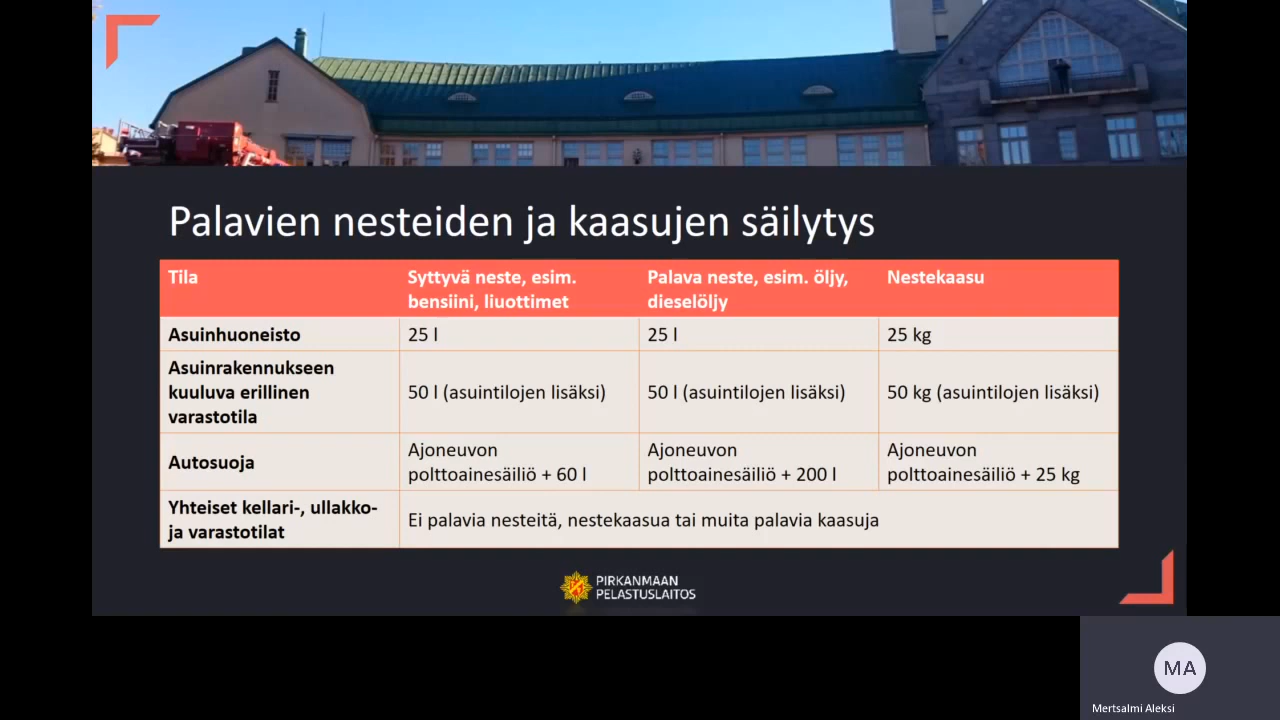 Palavien nesteiden ja kaasujen säilytys
Tila
Syttyvä neste, esim.
bensiini, liuottimet
Palava neste, esim. öljy,
dieselöljy
Nestekaasu
Asuinhuoneisto
25 l
25 l
25 kg
Asuinrakennukseen
kuuluva erillinen
varastotila
50 l (asuintilojen lisäksi)
50 l (asuintilojen lisäksi)
50 kg (asuintilojen lisäksi)
Autosuoja
Ajoneuvon
polttoainesäiliö + 60 l
Ajoneuvon
polttoainesäiliö + 200 l
Ajoneuvon
polttoainesäiliö + 25 kg
Yhteiset kellari-, ullakko-
ja varastotilat
Ei palavia nesteitä, nestekaasua tai muita palavia kaasuja
PIRKANMAAN
PELASTUSLAITOS
MA
Mertsalmi Aleksi